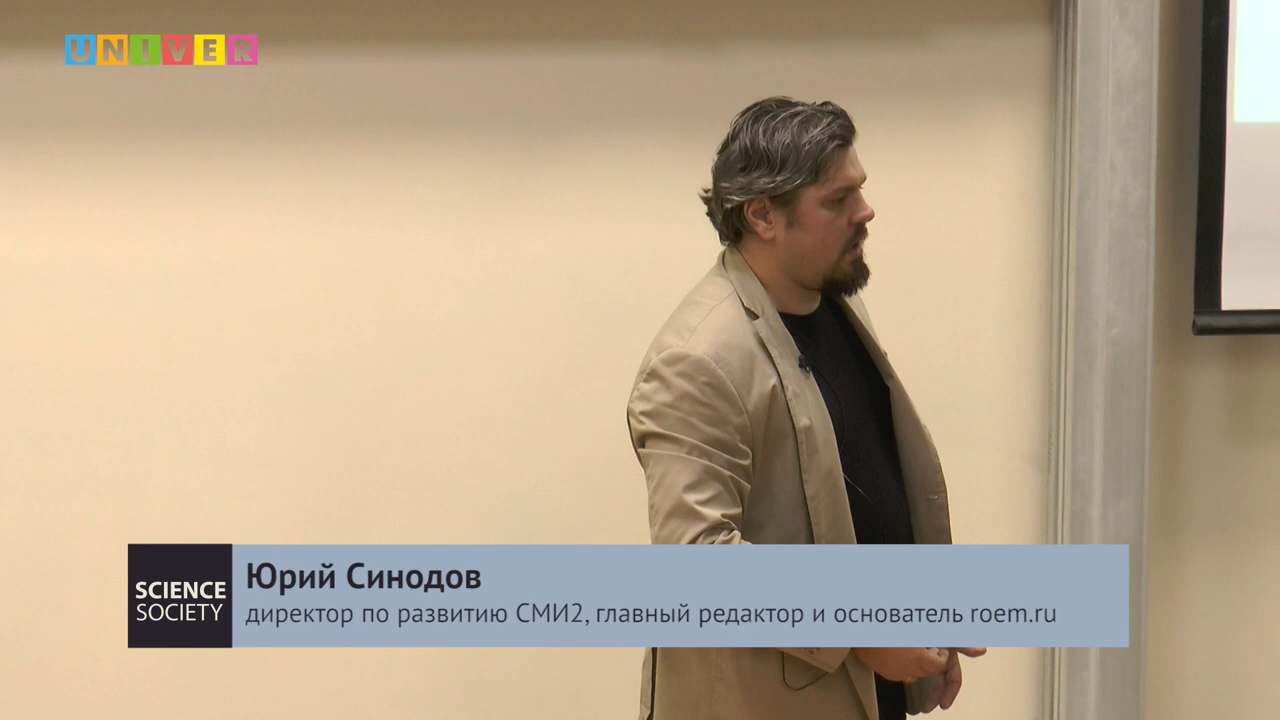 UNIVER
SCIENCE
SOCIETY
Юрий Синодов
директор по развитию СМИ2, главный редактор и основатель roem.ru